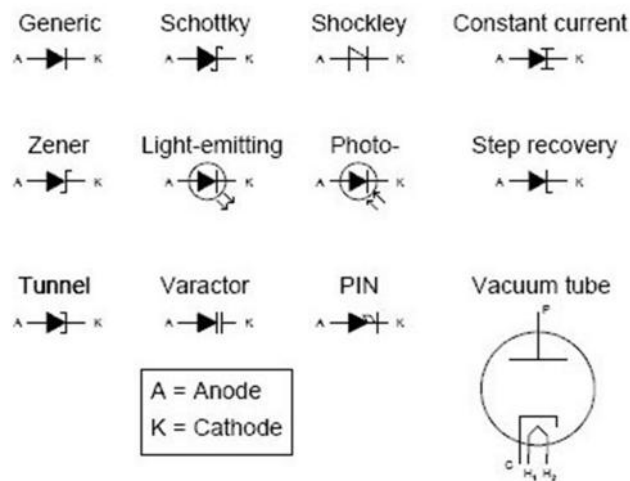 Generic Schottky Shockley Constant current
A K A K A K A K
Zener Light-emitting Photo- Step recovery
A K A K A K A K
Tunnel Varactor PIN Vacuum tube
A K A K A K P
A = Anode
K = Cathode
C H1 H2